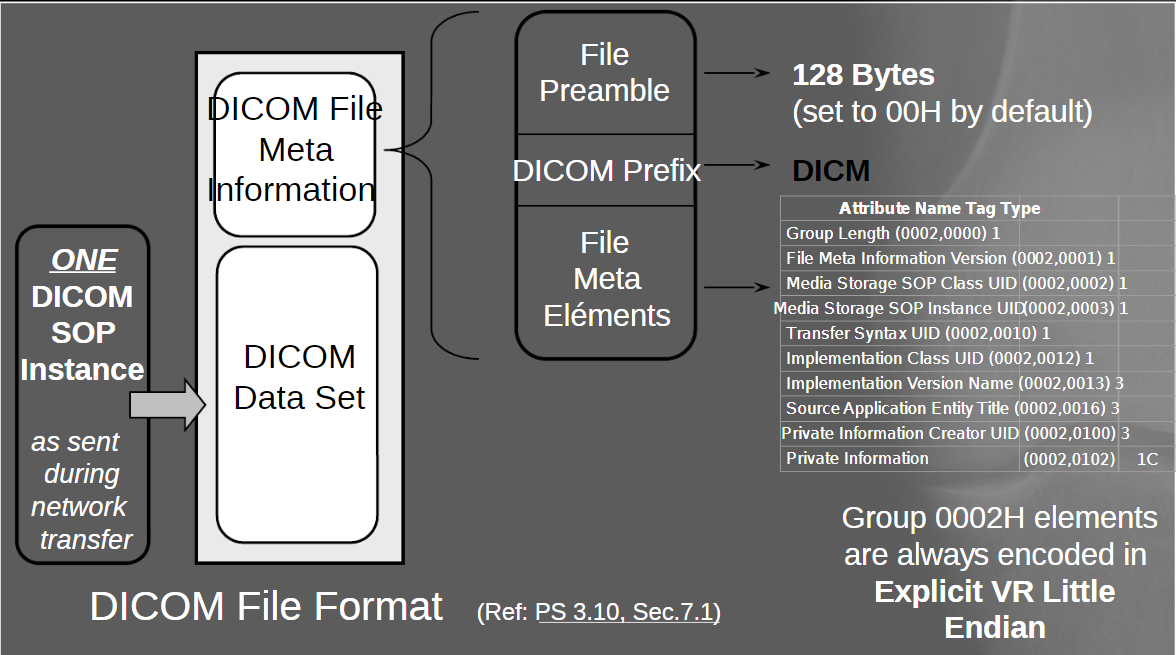 DICOM File
Meta
Information
DICOM
Data Set
ONE
DICOM
SOP
Instance
as sent
during
network
transfer
File
Preamble
DICOM Prefix
File
Meta
Eléments
128 Bytes
(set to 00H by default)
DICM
Attribute Name Tag Type
Group Length (0002,0000) 1
File Meta Information Version (0002,0001) 1
Media Storage SOP Class UID (0002,0002) 1
Media Storage SOP Instance UID(0002,0003) 1
Transfer Syntax UID (0002,0010) 1
Implementation Class UID (0002,0012) 1
Implementation Version Name (0002,0013) 3
Source Application Entity Title (0002,0016) 3
Private Information Creator UID (0002,0100) 3
Private Information (0002,0102) 1C
Group 0002H elements
are always encoded in
Explicit VR Little
Endian
DICOM File Format (Ref: PS 3.10, Sec.7.1)